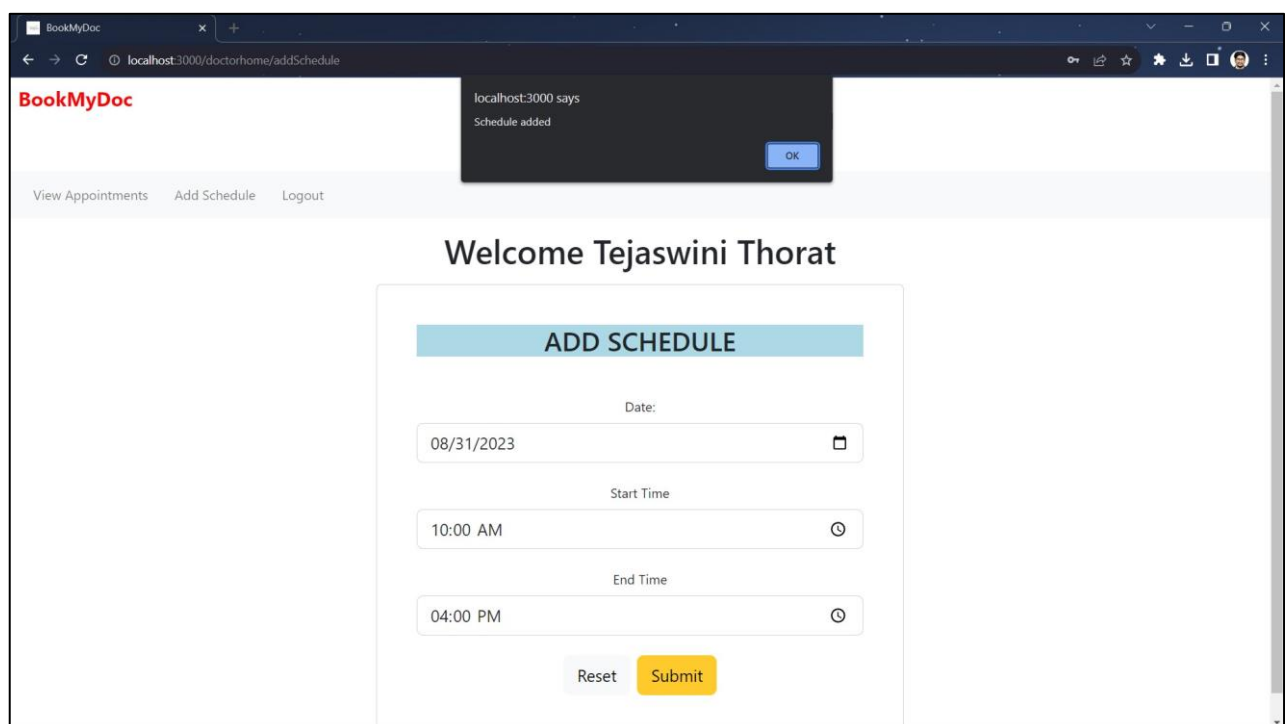 BookMyDoc
localhost:3000/doctorhome/addSchedule
BookMyDoc
localhost:3000 says
Schedule added
OK
View Appointments Add Schedule Logout
Welcome Tejaswini Thorat
ADD SCHEDULE
Date:
08/31/2023
Start Time
10:00 AM
End Time
04:00 PM
Reset Submit